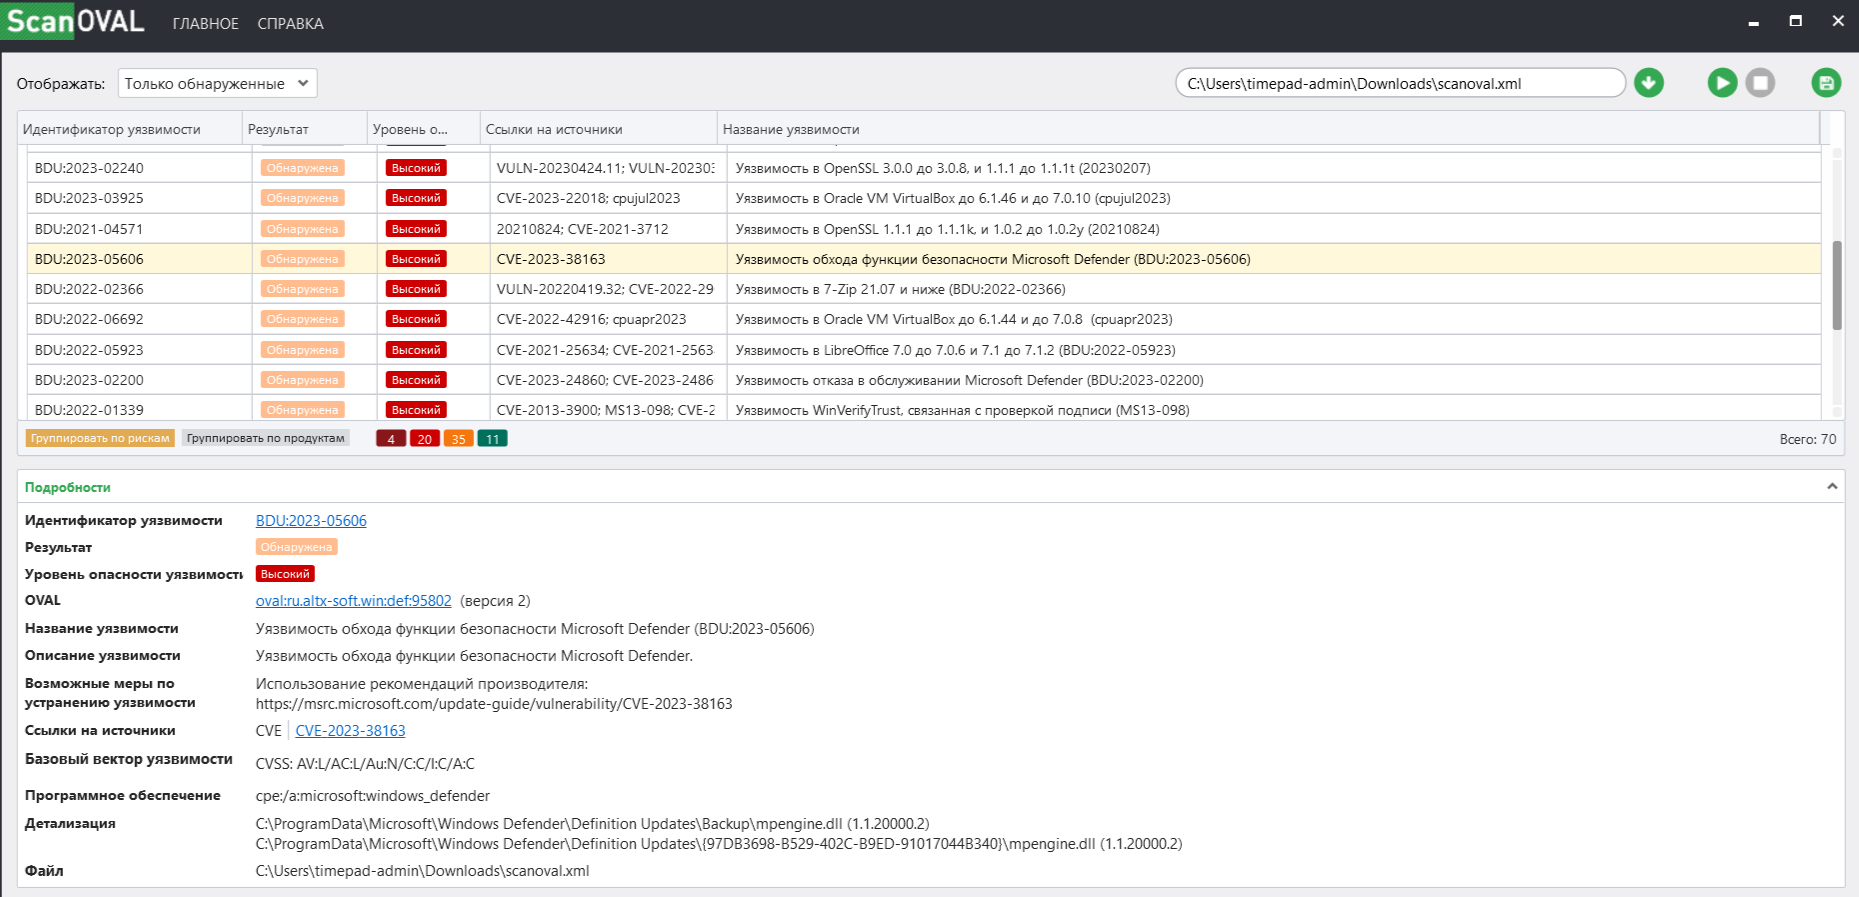 ScanOVAL ГЛАВНОЕ СПРАВКА
Отображать: Только обнаруженные C:\Users\timepad-admin\Downloads\scanoval.xml
Идентификатор уязвимости Результат Уровень о... Ссылки на источники Название уязвимости
BDU:2023-02240 Обнаружена Высокий VULN-20230424.11; VULN-202303 Уязвимость в OpenSSL 3.0.0 до 3.0.8, и 1.1.1 до 1.1.1t (20230207)
BDU:2023-03925 Обнаружена Высокий CVE-2023-22018; cpujul2023 Уязвимость в Oracle VM VirtualBox до 6.1.46 и до 7.0.10 (cpujul2023)
BDU:2021-04571 Обнаружена Высокий 20210824; CVE-2021-3712 Уязвимость в OpenSSL 1.1.1 до 1.1.1k, и 1.0.2 до 1.0.2y (20210824)
BDU:2023-05606 Обнаружена Высокий CVE-2023-38163 Уязвимость обхода функции безопасности Microsoft Defender (BDU:2023-05606)
BDU:2022-02366 Обнаружена Высокий VULN-20220419.32; CVE-2022-29 Уязвимость в 7-Zip 21.07 и ниже (BDU:2022-02366)
BDU:2022-06692 Обнаружена Высокий CVE-2022-42916; cpuapr2023 Уязвимость в Oracle VM VirtualBox до 6.1.44 и до 7.0.8 (cpuapr2023)
BDU:2022-05923 Обнаружена Высокий CVE-2021-25634; CVE-2021-2563 Уязвимость в LibreOffice 7.0 до 7.0.6 и 7.1 до 7.1.2 (BDU:2022-05923)
BDU:2023-02200 Обнаружена Высокий CVE-2023-24860; CVE-2023-2486 Уязвимость отказа в обслуживании Microsoft Defender (BDU:2023-02200)
BDU:2022-01339 Обнаружена Высокий CVE-2013-3900; MS13-098; CVE-2 Уязвимость WinVerifyTrust, связанная с проверкой подписи (MS13-098)
Группировать по рискам Группировать по продуктам 4 20 35 11 Всего: 70
Подробности
Идентификатор уязвимости BDU:2023-05606
Результат Обнаружена
Уровень опасности уязвимости Высокий
OVAL oval:ru.altx-soft.win:def:95802 (версия 2)
Название уязвимости Уязвимость обхода функции безопасности Microsoft Defender (BDU:2023-05606)
Описание уязвимости Уязвимость обхода функции безопасности Microsoft Defender.
Возможные меры по Использование рекомендаций производителя:
устранению уязвимости https://msrc.microsoft.com/update-guide/vulnerability/CVE-2023-38163
Ссылки на источники CVE CVE-2023-38163
Базовый вектор уязвимости CVSS: AV:L/AC:L/Au:N/C:C/I:C/A:C
Программное обеспечение cpe:/a:microsoft:windows_defender
Детализация C:\ProgramData\Microsoft\Windows Defender\Definition Updates\Backup\mpengine.dll (1.1.20000.2)
C:\ProgramData\Microsoft\Windows Defender\Definition Updates\{97DB3698-B529-402C-B9ED-91017044B340}\mpengine.dll (1.1.20000.2)
Файл C:\Users\timepad-admin\Downloads\scanoval.xml